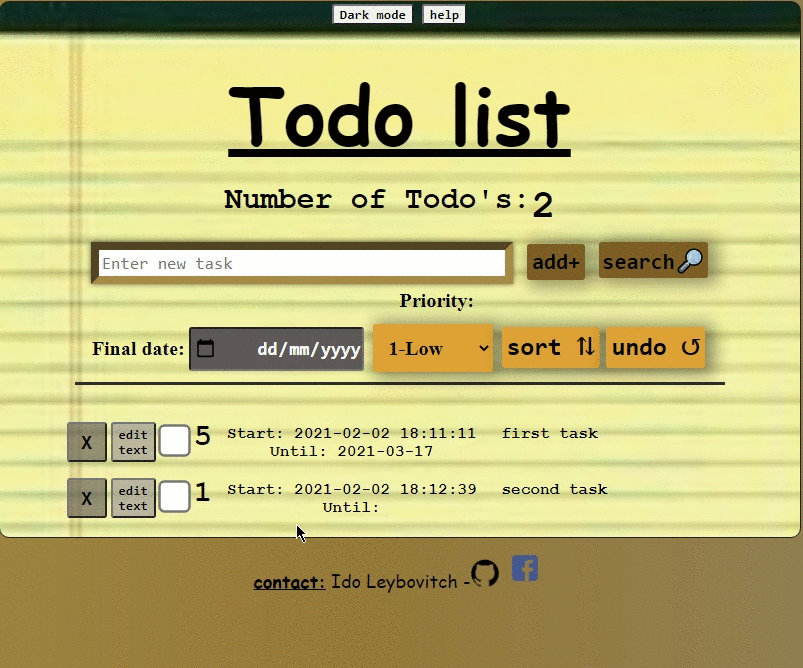 Dark mode help
Todo list
Number of Todo's: 2
Enter new task add+ search
Priority:
Final date: dd/mm/yyyy 1-Low sort ⇅ undo ↺
X edit text 5 Start: 2021-02-02 18:11:11 first task
Until: 2021-03-17
X edit text 1 Start: 2021-02-02 18:12:39 second task
Until:
contact: Ido Leybovitch -